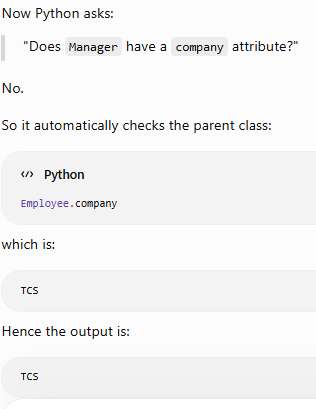 Now Python asks:
"Does Manager have a company attribute?"
No.
So it automatically checks the parent class:
</> Python
Employee.company
which is:
TCS
Hence the output is:
TCS